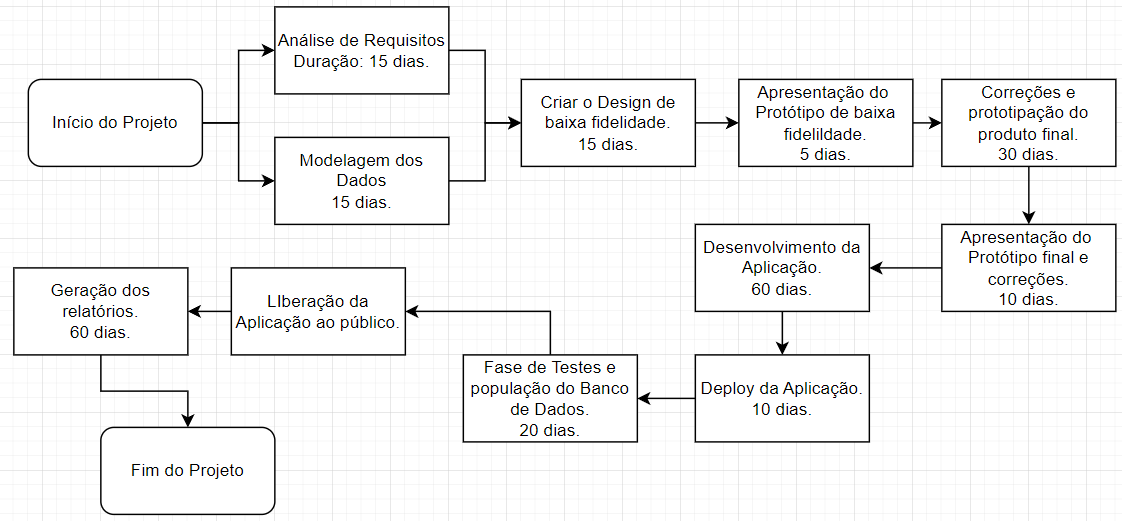 Início do Projeto
Análise de Requisitos
Duração: 15 dias.
Modelagem dos
Dados
15 dias.
Criar o Design de
baixa fidelidade.
15 dias.
Apresentação do
Protótipo de baixa
fidelildade.
5 dias.
Correções e
prototipação do
produto final.
30 dias.
Apresentação do
Protótipo final e
correções.
10 dias.
Desenvolvimento da
Aplicação.
60 dias.
Deploy da Aplicação.
10 dias.
Fase de Testes e
população do Banco
de Dados.
20 dias.
LIberação da
Aplicação ao público.
Geração dos
relatórios.
60 dias.
Fim do Projeto